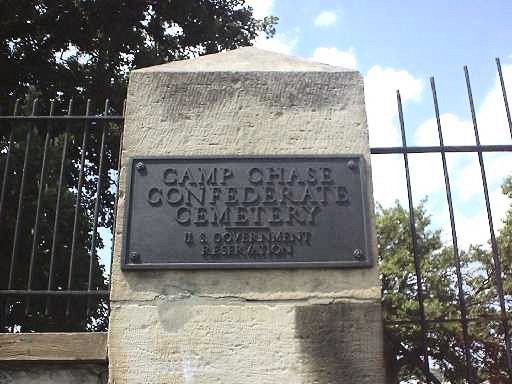 CAMP CHASE
CONFEDERATE
CEMETERY
U. S. GOVERNMENT
RESERVATION